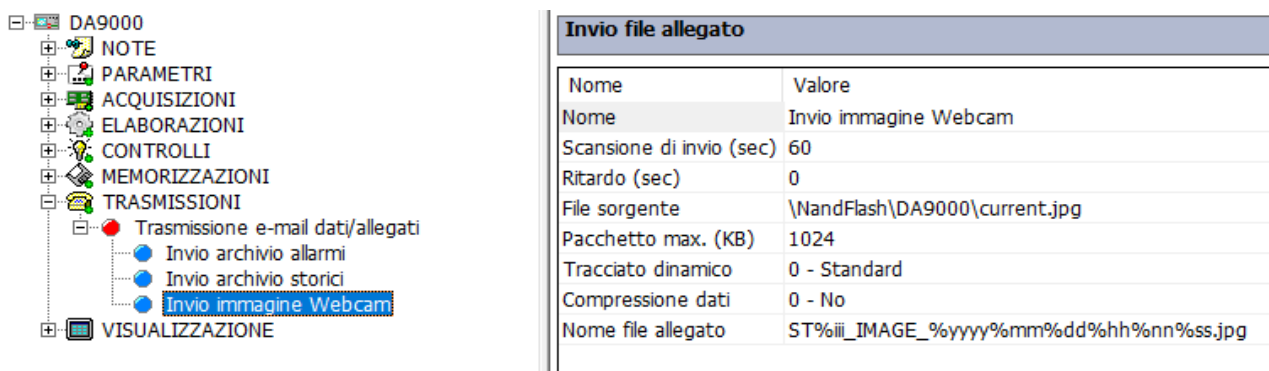 DA9000
NOTE
PARAMETRI
ACQUISIZIONI
ELABORAZIONI
CONTROLLI
MEMORIZZAZIONI
TRASMISSIONI
Trasmissione e-mail dati/allegati
Invio archivio allarmi
Invio archivio storici
Invio immagine Webcam
VISUALIZZAZIONE
Invio file allegato
Nome Valore
Nome Invio immagine Webcam
Scansione di invio (sec) 60
Ritardo (sec) 0
File sorgente \NandFlash\DA9000\current.jpg
Pacchetto max. (KB) 1024
Tracciato dinamico 0 - Standard
Compressione dati 0 - No
Nome file allegato ST%iii_IMAGE_%yyyy%mm%dd%hh%nn%ss.jpg